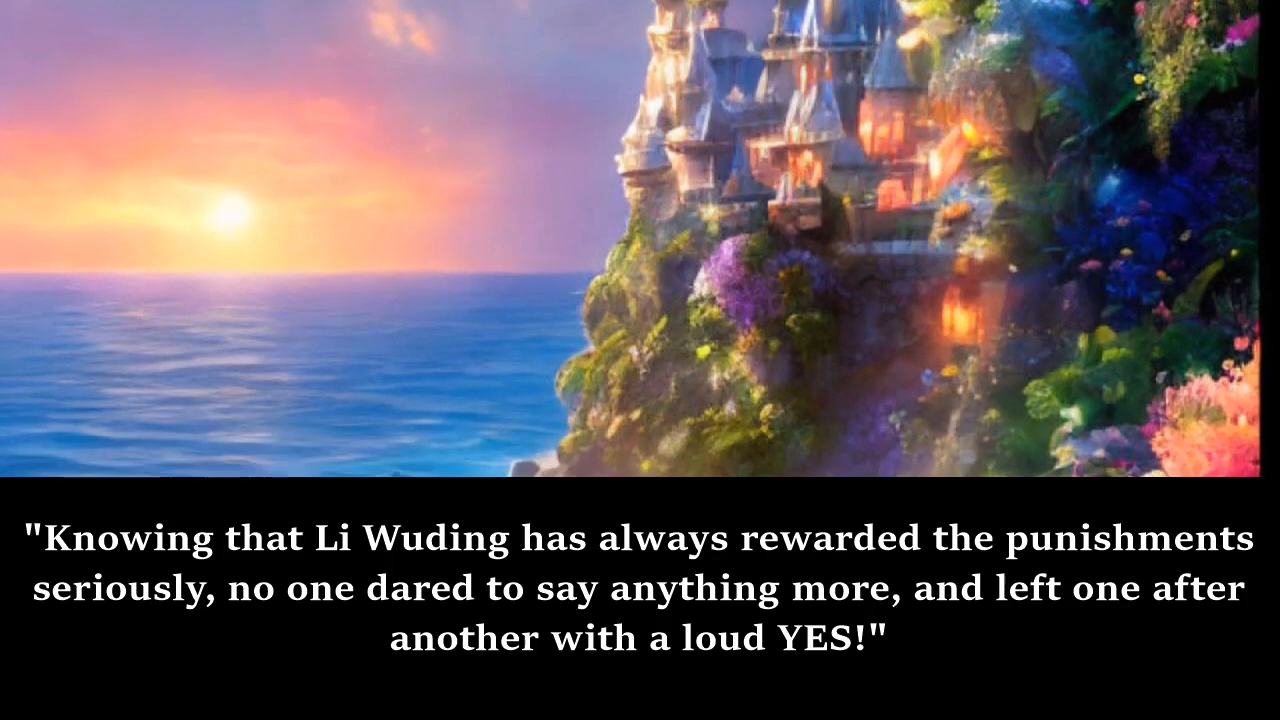 "Knowing that Li Wuding has always rewarded the punishments
seriously, no one dared to say anything more, and left one after
another with a loud YES!"